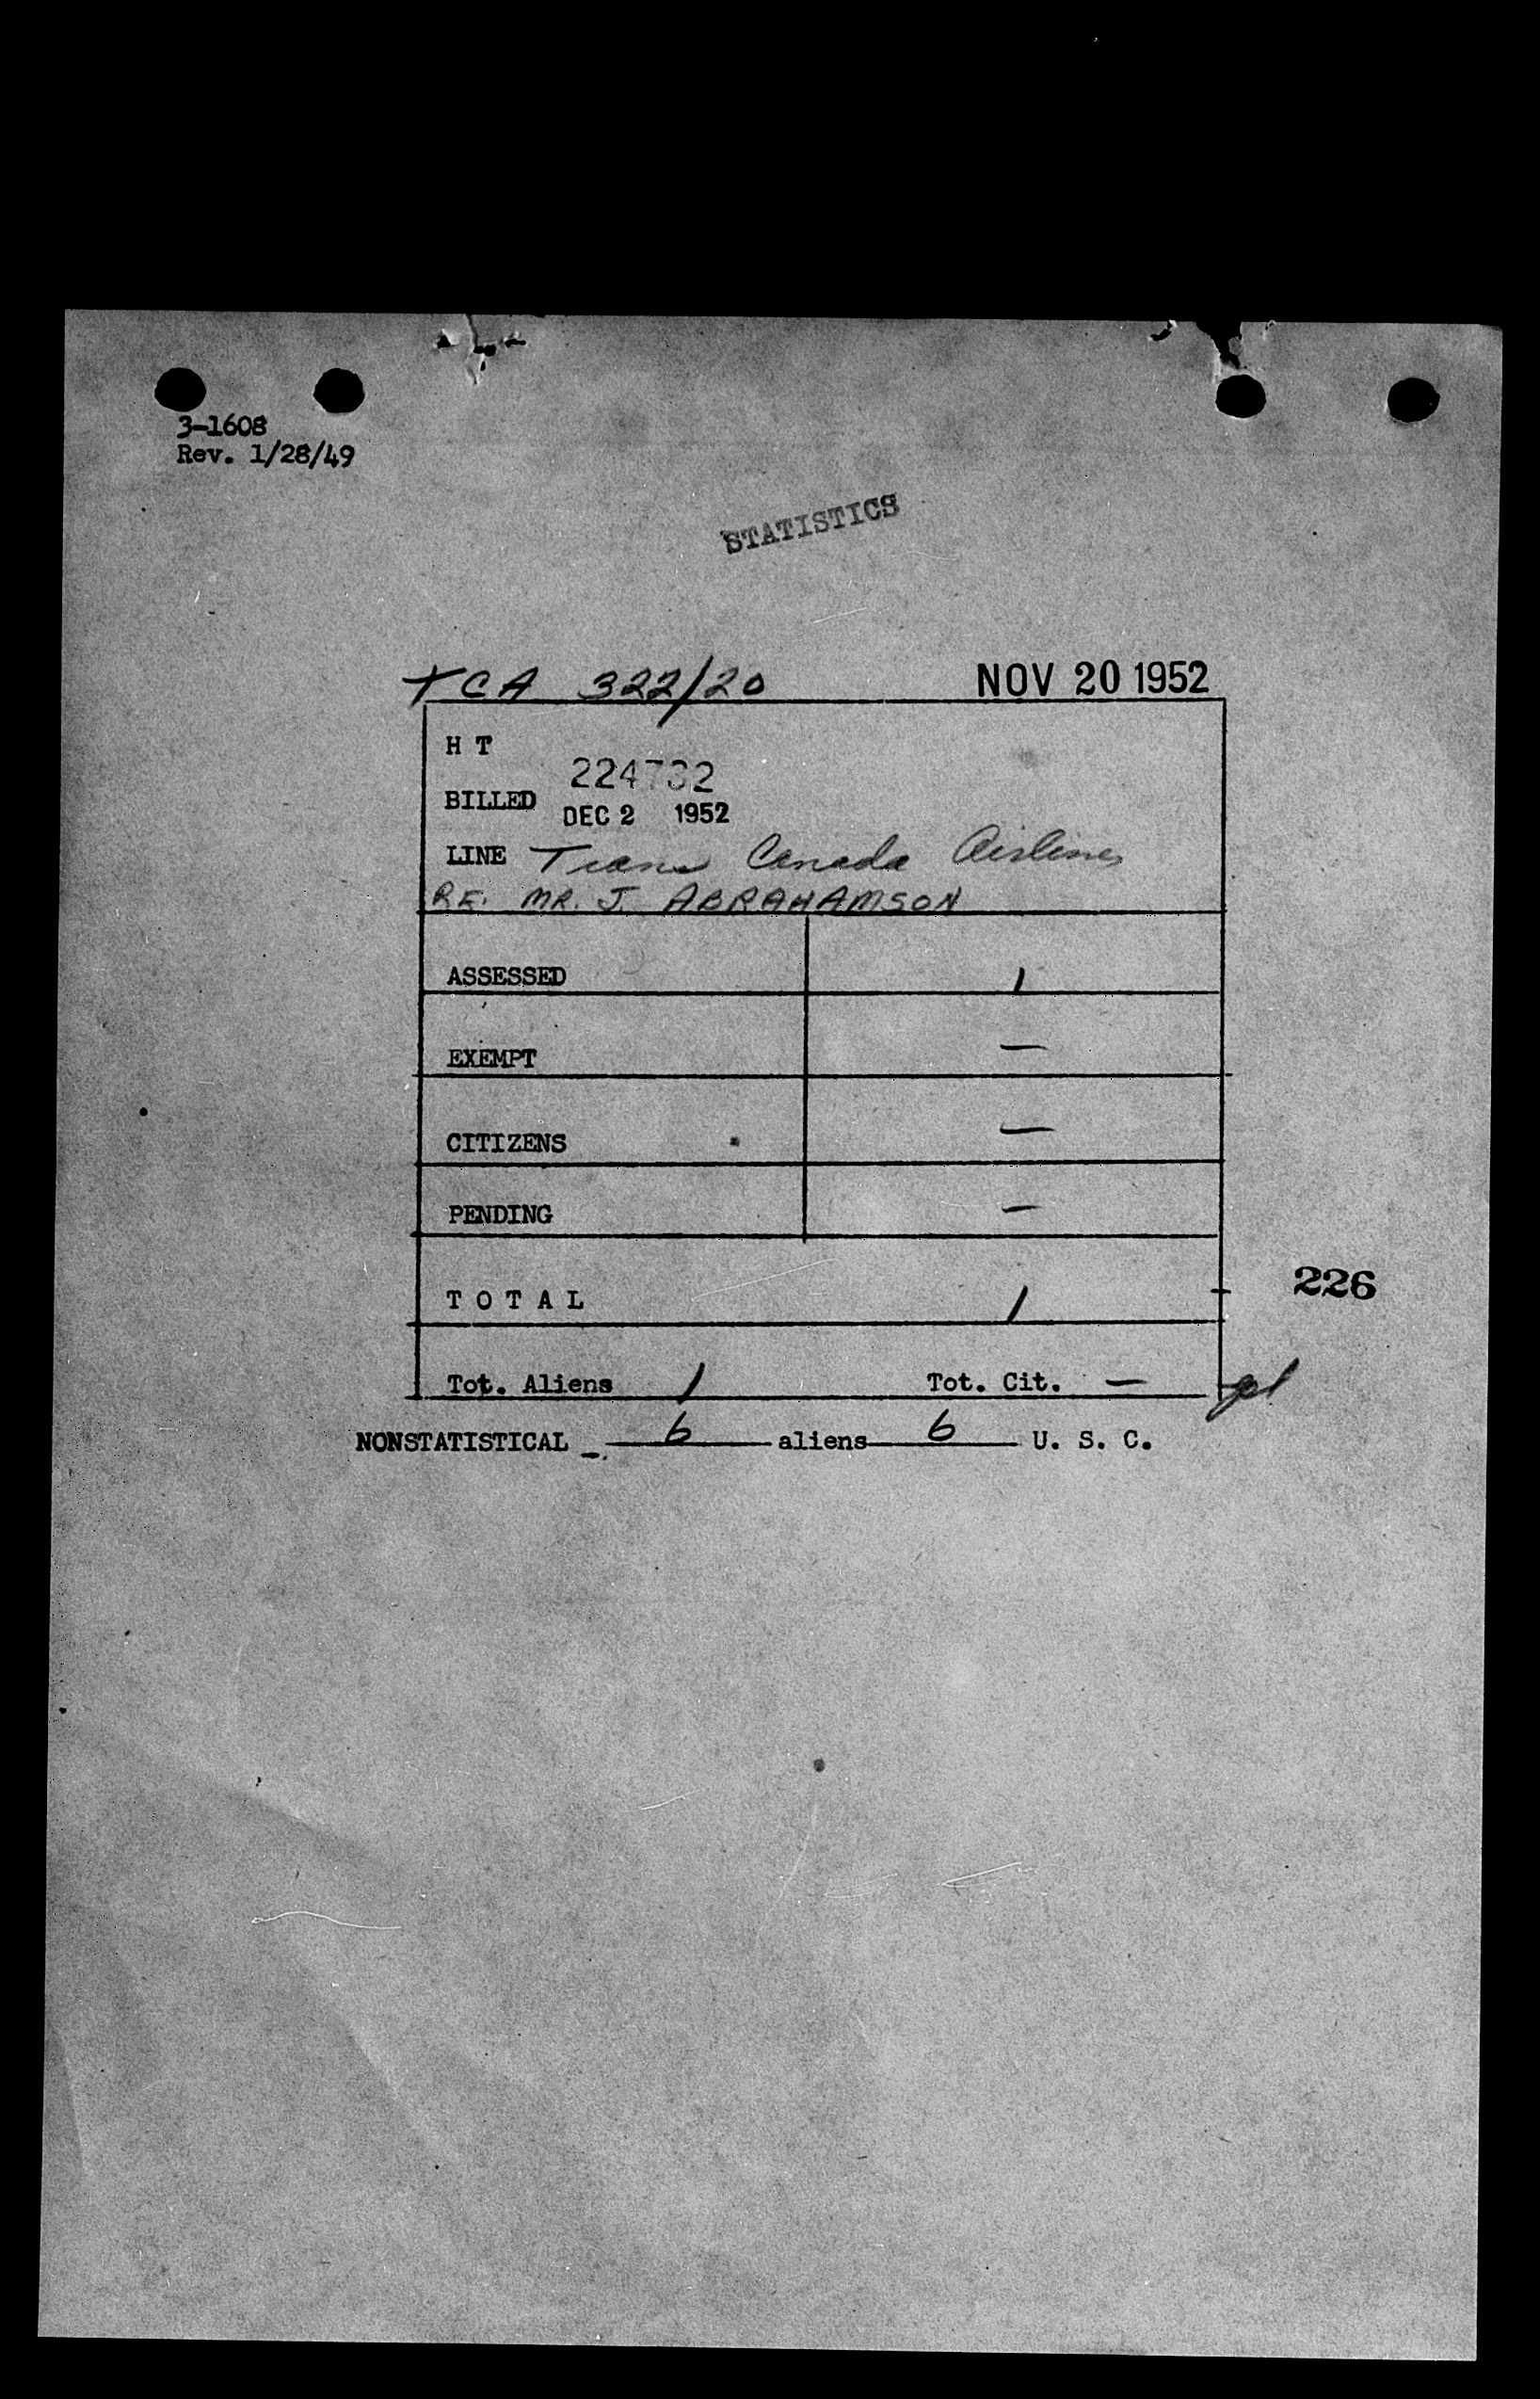 3-1608
Rev. 1/28/49
STATISTICS
TCA 322/20 NOV 20 1952
H T
BILLED
DEC 2 1952
LINE Trans Canada Airlines
RE. MR. J. ABRAHAMSON
ASSESSED 1
EXEMPT —
CITIZENS —
PENDING —
T O T A L 1
226
Tot. Aliens 1 Tot. Cit. —
NONSTATISTICAL - 6 aliens 6 U. S. C.